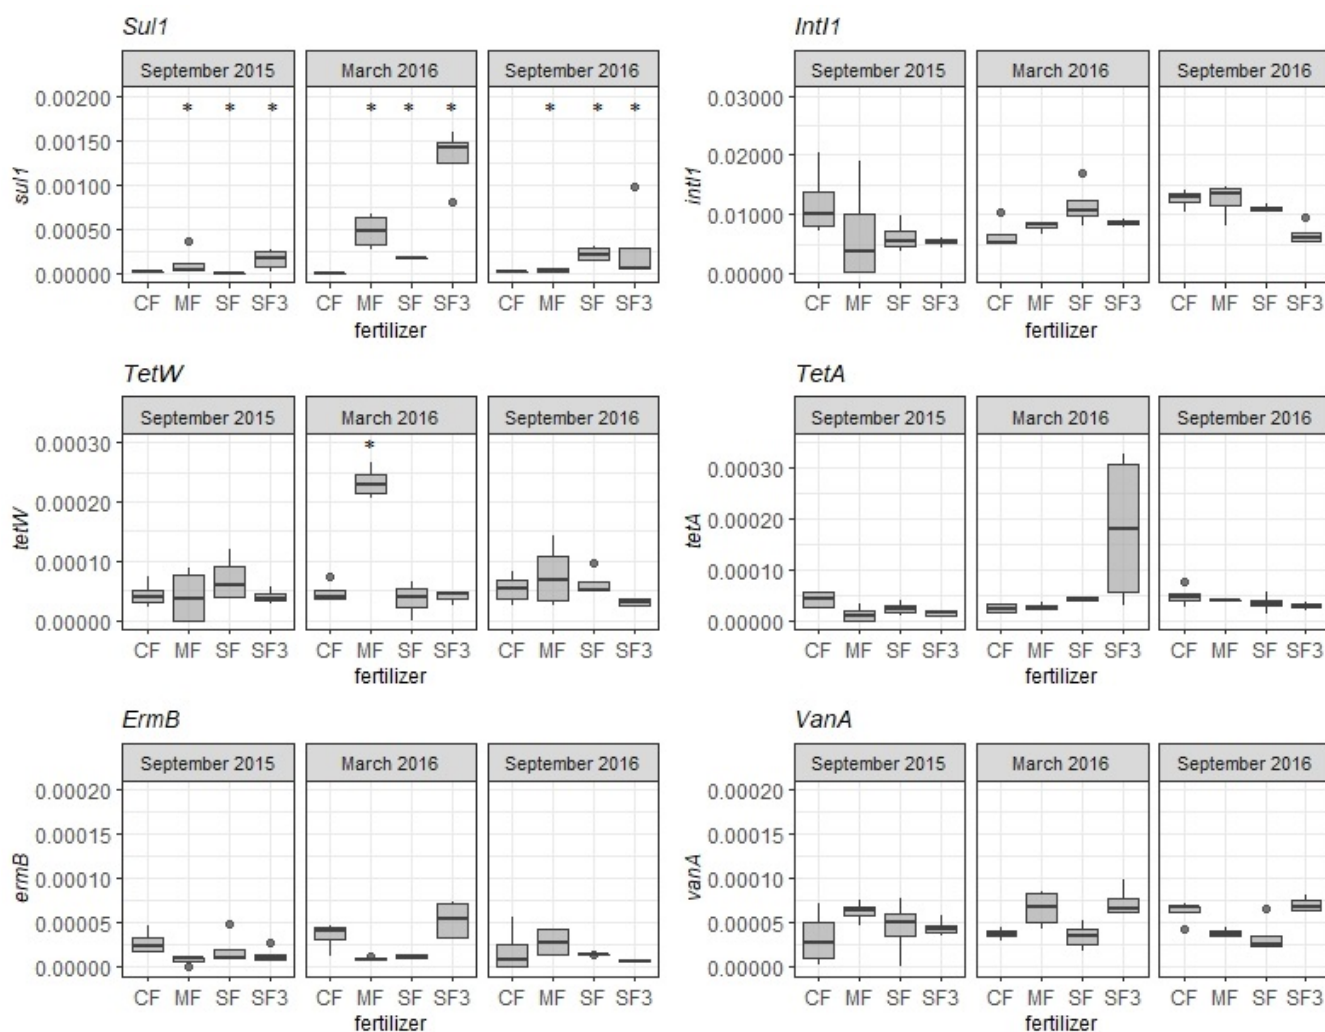 Sul1
September 2015 March 2016 September 2016
0.00200
* * * * * * * * *
0.00150
0.00100
0.00050
0.00000
sul1
CF MF SF SF3 CF MF SF SF3 CF MF SF SF3
fertilizer
IntI1
September 2015 March 2016 September 2016
0.03000
0.02000
0.01000
0.00000
intI1
CF MF SF SF3 CF MF SF SF3 CF MF SF SF3
fertilizer
TetW
September 2015 March 2016 September 2016
0.00030
*
0.00020
0.00010
0.00000
tetW
CF MF SF SF3 CF MF SF SF3 CF MF SF SF3
fertilizer
TetA
September 2015 March 2016 September 2016
0.00030
0.00020
0.00010
0.00000
tetA
CF MF SF SF3 CF MF SF SF3 CF MF SF SF3
fertilizer
ErmB
September 2015 March 2016 September 2016
0.00020
0.00015
0.00010
0.00005
0.00000
ermB
CF MF SF SF3 CF MF SF SF3 CF MF SF SF3
fertilizer
VanA
September 2015 March 2016 September 2016
0.00020
0.00015
0.00010
0.00005
0.00000
vanA
CF MF SF SF3 CF MF SF SF3 CF MF SF SF3
fertilizer